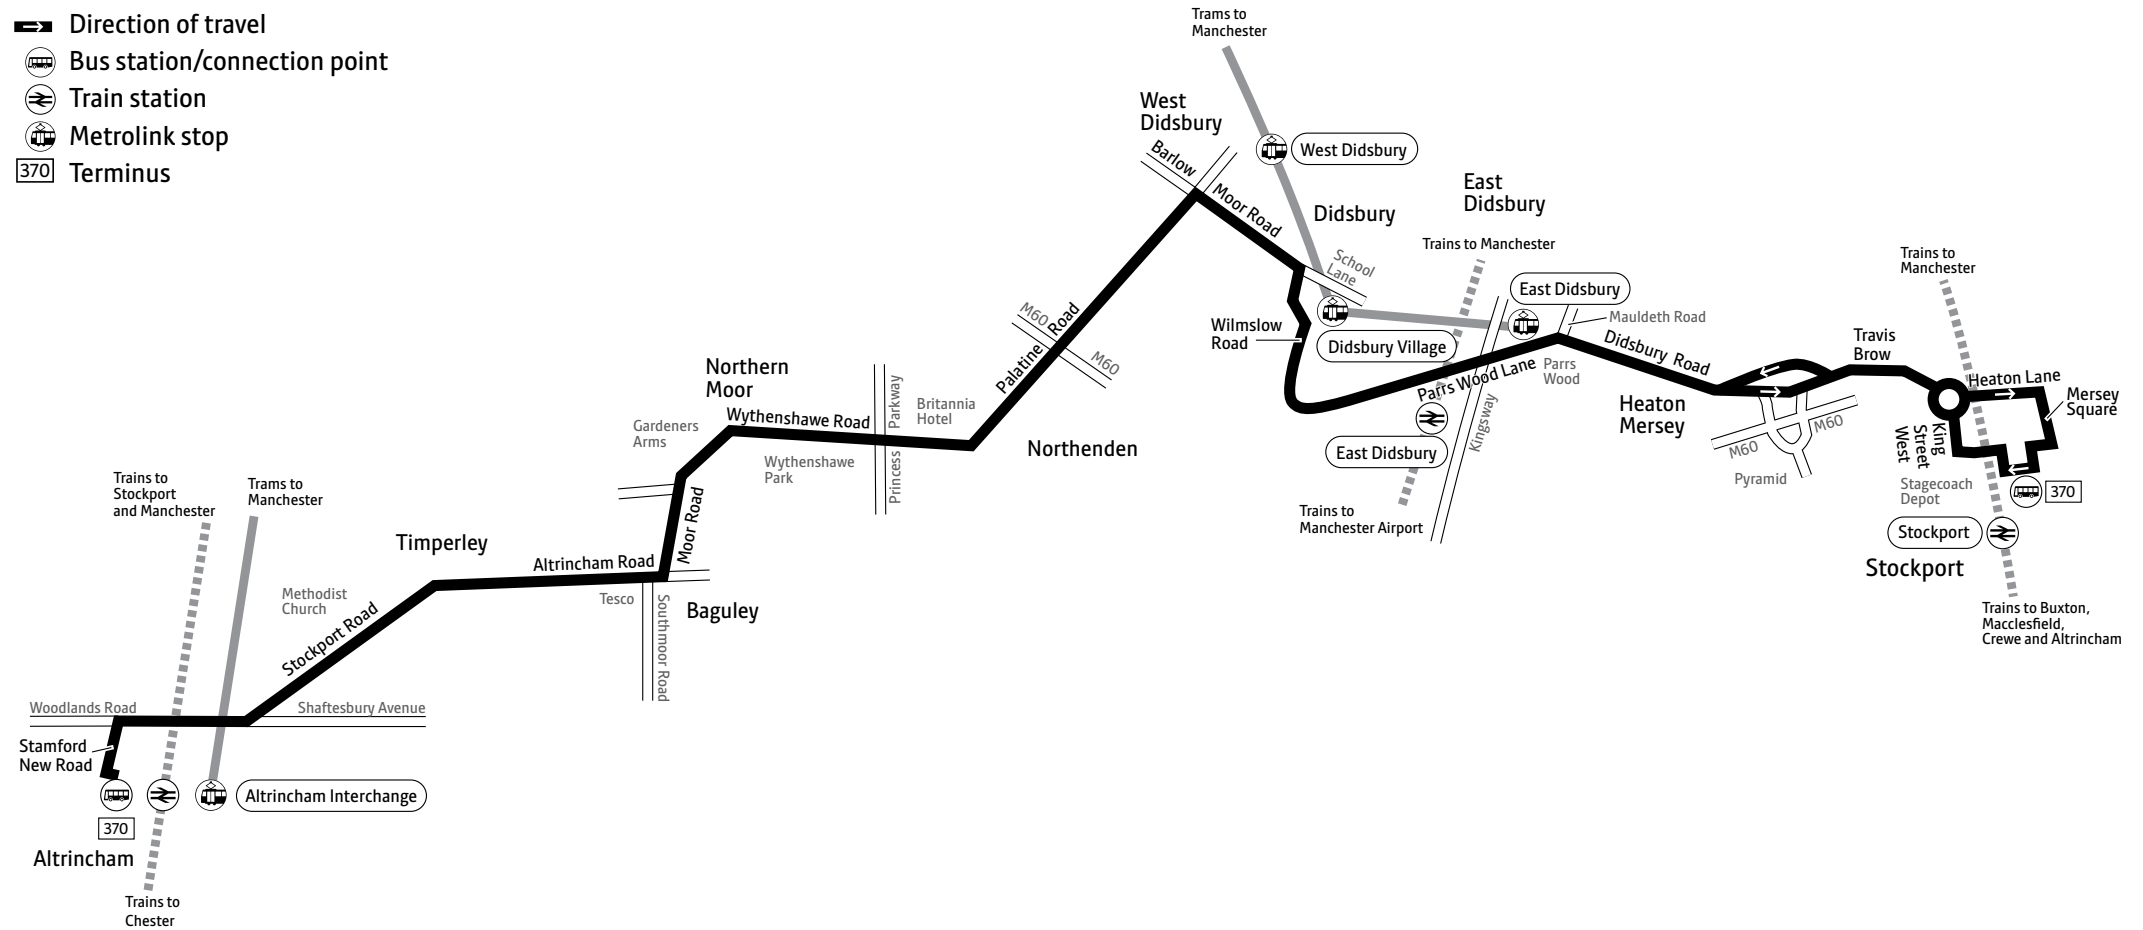 Direction of travel
Bus station/connection point
Train station
Metrolink stop
370 Terminus
Trams to
Manchester
West
Didsbury
West Didsbury
Barlow
Moor Road
Didsbury
East
Didsbury
Trains to Manchester
School
Lane
East Didsbury
Mauldeth Road
Wilmslow
Road
Didsbury Village
Parrs Wood Lane
Parrs
Wood
Didsbury Road
Kingsway
East Didsbury
Trains to
Manchester Airport
Heaton
Mersey
Travis
Brow
M60
M60
Pyramid
Trains to
Manchester
Heaton Lane
Mersey
Square
King
Street
West
Stagecoach
Depot
370
Stockport
Stockport
Trains to Buxton,
Macclesfield,
Crewe and Altrincham
M60
M60
Palatine Road
Northern
Moor
Wythenshawe Road
Gardeners
Arms
Wythenshawe
Park
Princess Parkway
Britannia
Hotel
Northenden
Moor Road
Altrincham Road
Timperley
Tesco
Southmoor Road
Baguley
Trains to
Stockport
and Manchester
Trams to
Manchester
Methodist
Church
Stockport Road
Woodlands Road
Shaftesbury Avenue
Stamford
New Road
Altrincham Interchange
370
Altrincham
Trains to
Chester